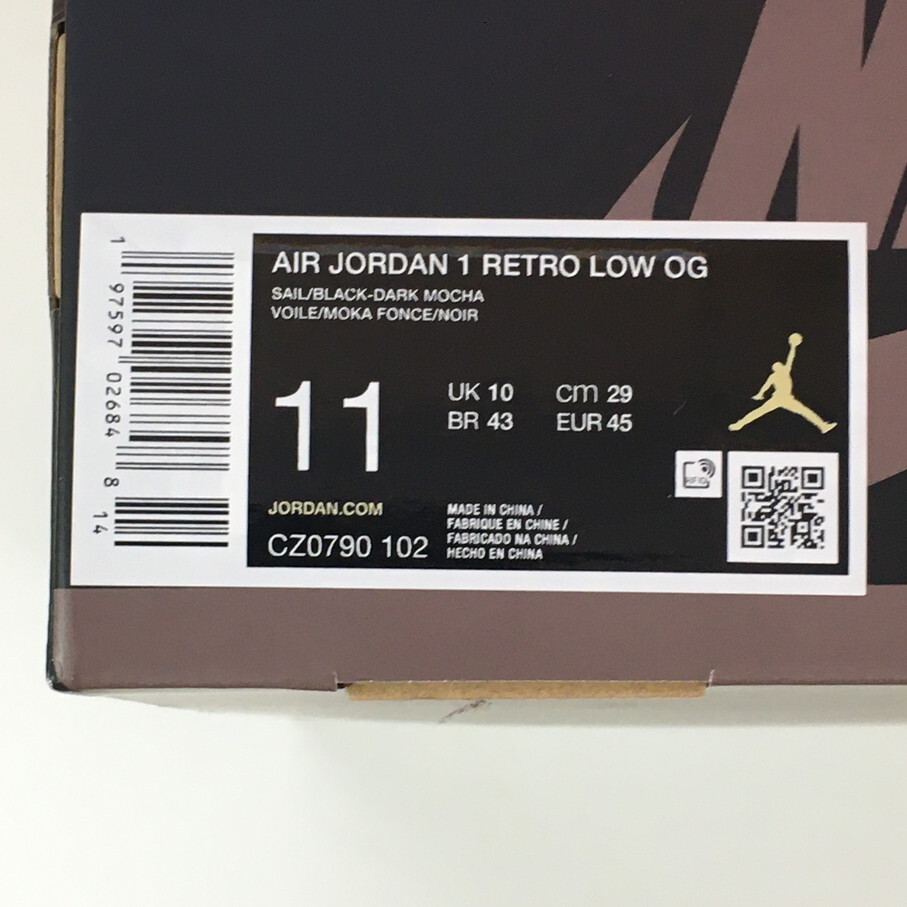 AIR JORDAN 1 RETRO LOW OG
SAIL/BLACK-DARK MOCHA
VOILE/MOKA FONCE/NOIR
11
UK 10 cm 29
BR 43 EUR 45
RFID
JORDAN.COM
CZ0790 102
MADE IN CHINA /
FABRIQUE EN CHINE /
FABRICADO NA CHINA /
HECHO EN CHINA
1 97597 02684 8 14